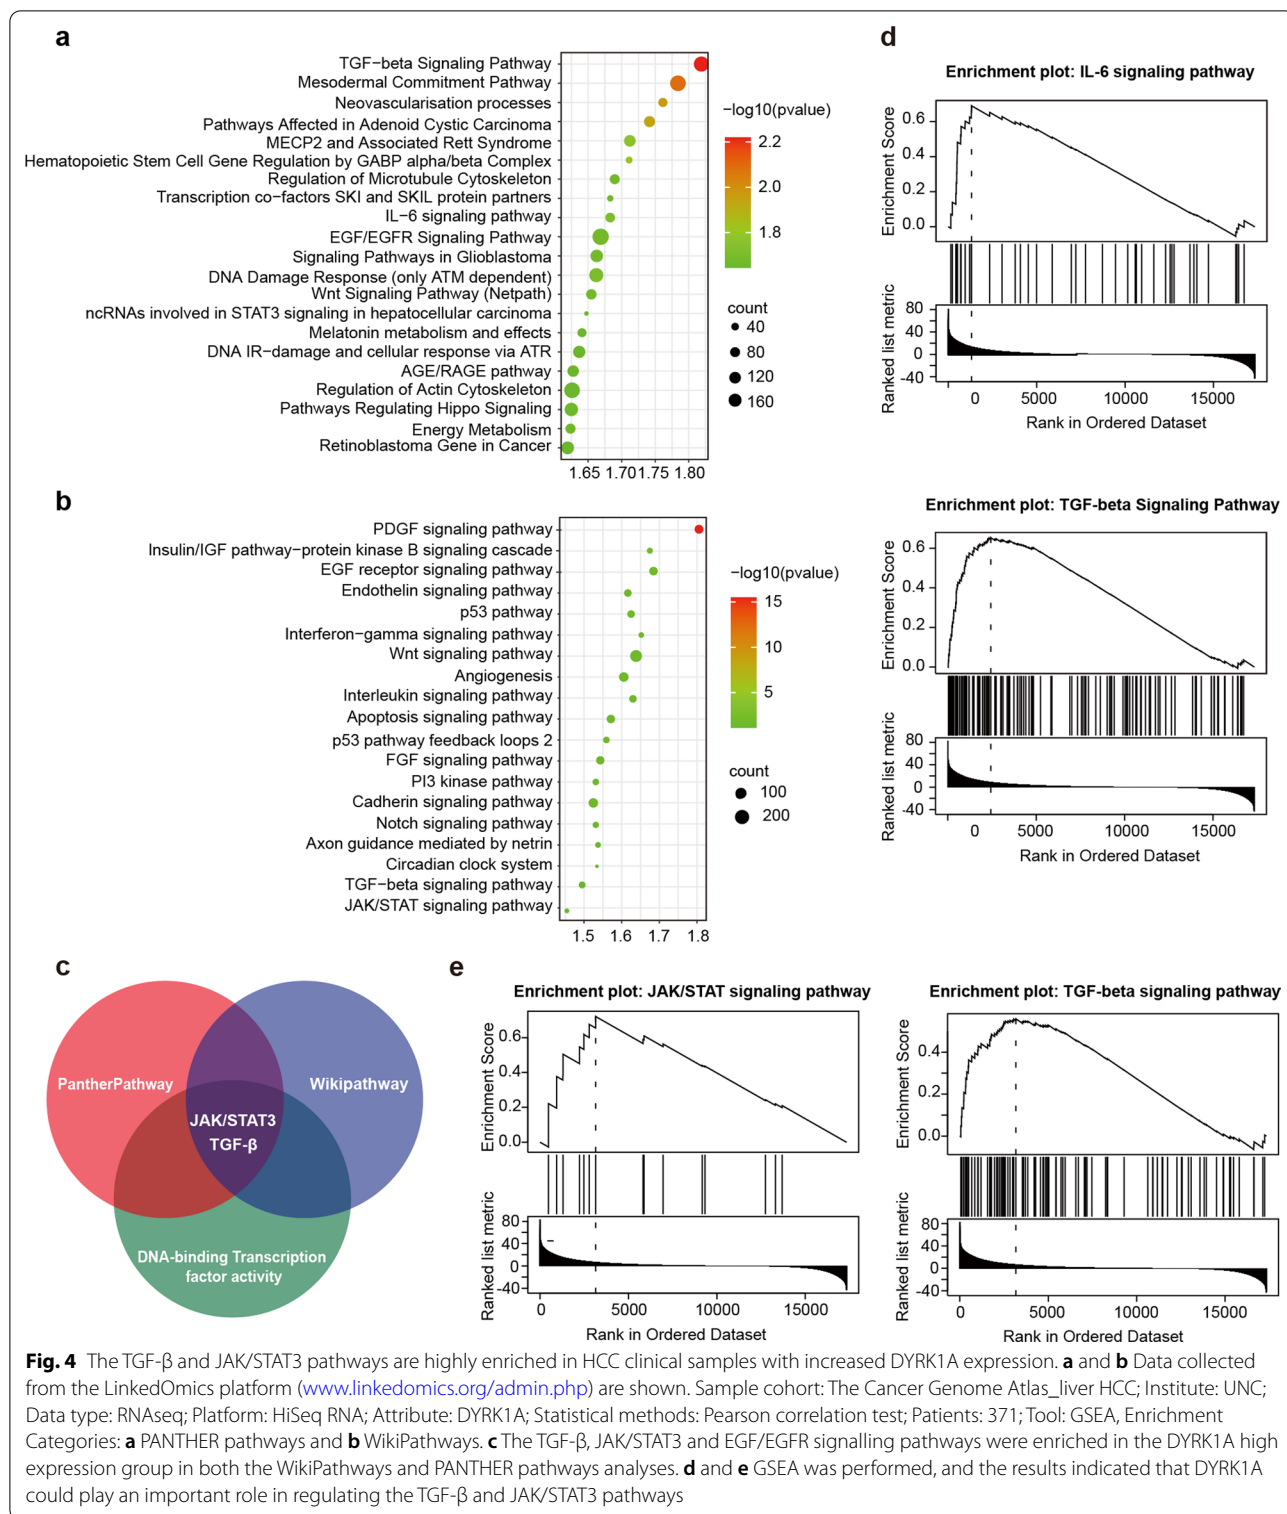 a
TGF−beta Signaling Pathway
Mesodermal Commitment Pathway
Neovascularisation processes
Pathways Affected in Adenoid Cystic Carcinoma
MECP2 and Associated Rett Syndrome
Hematopoietic Stem Cell Gene Regulation by GABP alpha/beta Complex
Regulation of Microtubule Cytoskeleton
Transcription co−factors SKI and SKIL protein partners
IL−6 signaling pathway
EGF/EGFR Signaling Pathway
Signaling Pathways in Glioblastoma
DNA Damage Response (only ATM dependent)
Wnt Signaling Pathway (Netpath)
ncRNAs involved in STAT3 signaling in hepatocellular carcinoma
Melatonin metabolism and effects
DNA IR−damage and cellular response via ATR
AGE/RAGE pathway
Regulation of Actin Cytoskeleton
Pathways Regulating Hippo Signaling
Energy Metabolism
Retinoblastoma Gene in Cancer
1.65 1.70 1.75 1.80
−log10(pvalue)
2.2
2.0
1.8
count
40
80
120
160
d
Enrichment plot: IL-6 signaling pathway
Enrichment Score
0.6
0.4
0.2
0.0
Ranked list metric
80
40
0
-40
0 5000 10000 15000
Rank in Ordered Dataset
Enrichment plot: TGF-beta Signaling Pathway
Enrichment Score
0.6
0.4
0.2
0.0
Ranked list metric
80
40
0
-40
0 5000 10000 15000
Rank in Ordered Dataset
b
PDGF signaling pathway
Insulin/IGF pathway−protein kinase B signaling cascade
EGF receptor signaling pathway
Endothelin signaling pathway
p53 pathway
Interferon−gamma signaling pathway
Wnt signaling pathway
Angiogenesis
Interleukin signaling pathway
Apoptosis signaling pathway
p53 pathway feedback loops 2
FGF signaling pathway
PI3 kinase pathway
Cadherin signaling pathway
Notch signaling pathway
Axon guidance mediated by netrin
Circadian clock system
TGF−beta signaling pathway
JAK/STAT signaling pathway
1.5 1.6 1.7 1.8
−log10(pvalue)
15
10
5
count
100
200
c
PantherPathway
Wikipathway
JAK/STAT3
TGF-β
DNA-binding Transcription
factor activity
e
Enrichment plot: JAK/STAT signaling pathway
Enrichment Score
0.6
0.4
0.2
0.0
Ranked list metric
80
40
0
-40
0 5000 10000 15000
Rank in Ordered Dataset
Enrichment plot: TGF-beta signaling pathway
Enrichment Score
0.4
0.2
0.0
Ranked list metric
80
40
0
-40
0 5000 10000 15000
Rank in Ordered Dataset
Fig. 4 The TGF-β and JAK/STAT3 pathways are highly enriched in HCC clinical samples with increased DYRK1A expression. a and b Data collected
from the LinkedOmics platform (www.linkedomics.org/admin.php) are shown. Sample cohort: The Cancer Genome Atlas_liver HCC; Institute: UNC;
Data type: RNAseq; Platform: HiSeq RNA; Attribute: DYRK1A; Statistical methods: Pearson correlation test; Patients: 371; Tool: GSEA, Enrichment
Categories: a PANTHER pathways and b WikiPathways. c The TGF-β, JAK/STAT3 and EGF/EGFR signalling pathways were enriched in the DYRK1A high
expression group in both the WikiPathways and PANTHER pathways analyses. d and e GSEA was performed, and the results indicated that DYRK1A
could play an important role in regulating the TGF-β and JAK/STAT3 pathways